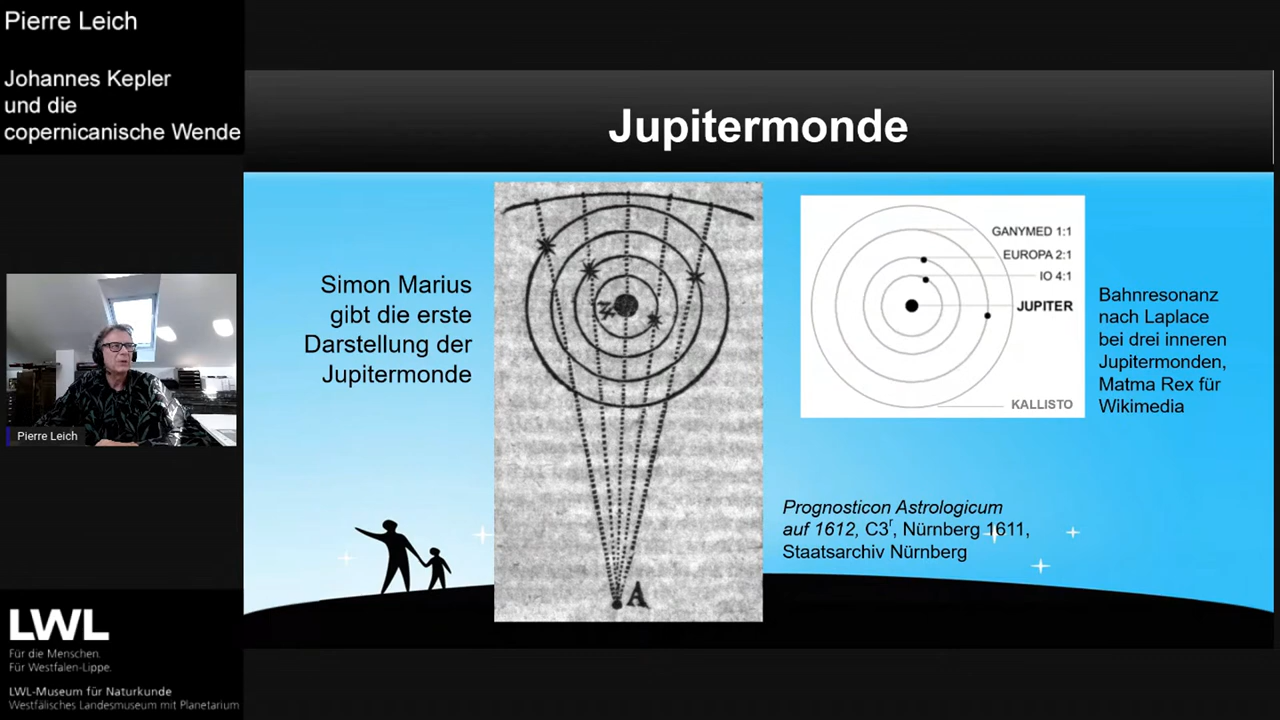 Pierre Leich
Johannes Kepler
und die
copernicanische Wende
Jupitermonde
Simon Marius
gibt die erste
Darstellung der
Jupitermonde
A
GANYMED 1:1
EUROPA 2:1
IO 4:1
JUPITER
KALLISTO
Bahnresonanz
nach Laplace
bei drei inneren
Jupitermonden,
Matma Rex für
Wikimedia
Prognosticon Astrologicum
auf 1612, C3r, Nürnberg 1611,
Staatsarchiv Nürnberg
Pierre Leich
LWL
Für die Menschen.
Für Westfalen-Lippe.
LWL-Museum für Naturkunde
Westfälisches Landesmuseum mit Planetarium